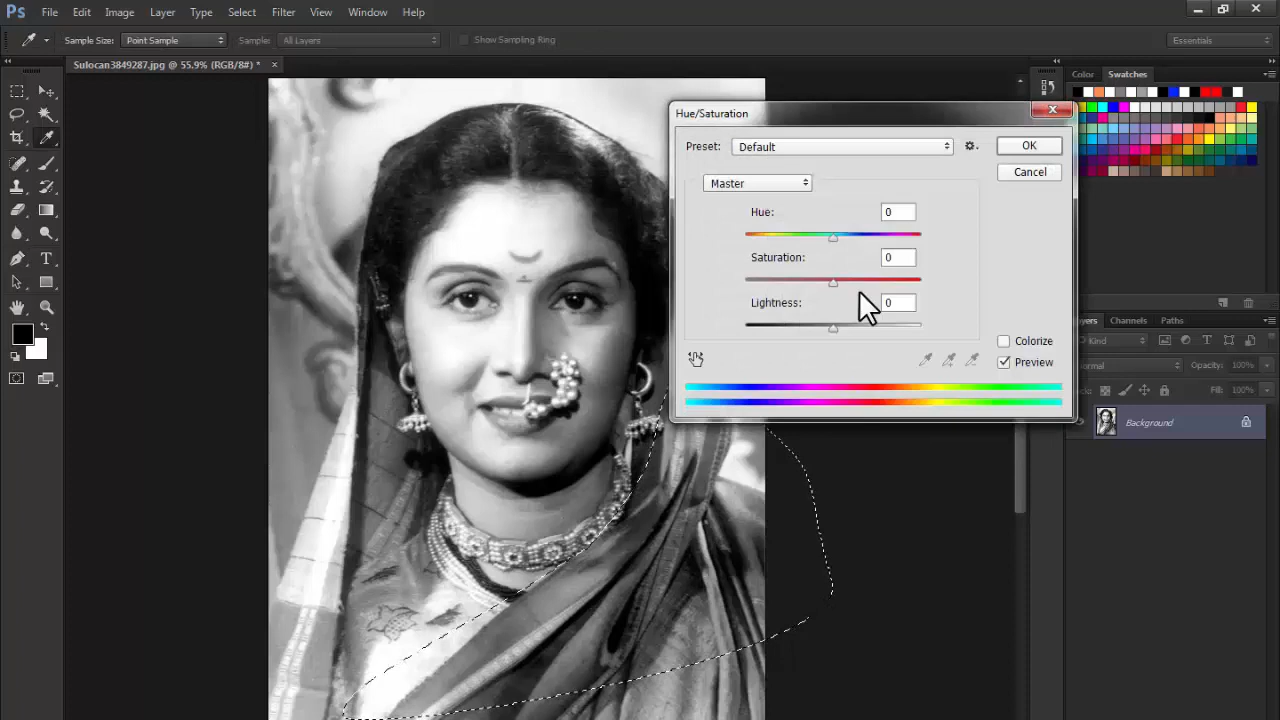 Ps File Edit Image Layer Type Select Filter View Window Help
Sample Size: Point Sample Sample: All Layers Show Sampling Ring Essentials
Sulocan3849287.jpg @ 55.9% (RGB/8#) * ×
Color Swatches
Hue/Saturation
Preset: Default OK
Cancel
Master
Hue: 0
Saturation: 0
Lightness: 0
Colorize
Preview
Channels Paths
Kind
Opacity: 100%
Fill: 100%
Background
T